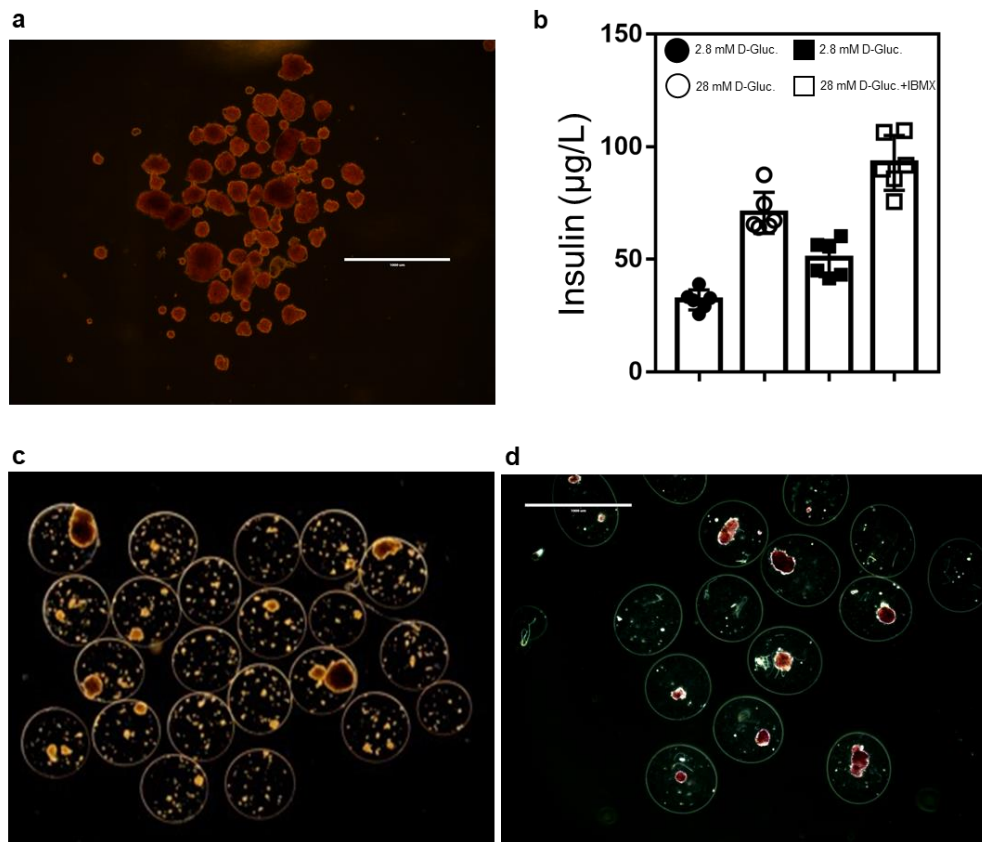 a
b
150
100
50
0
Insulin (µg/L)
2.8 mM D-Gluc.
2.8 mM D-Gluc.
28 mM D-Gluc.
28 mM D-Gluc.+IBMX
c
d